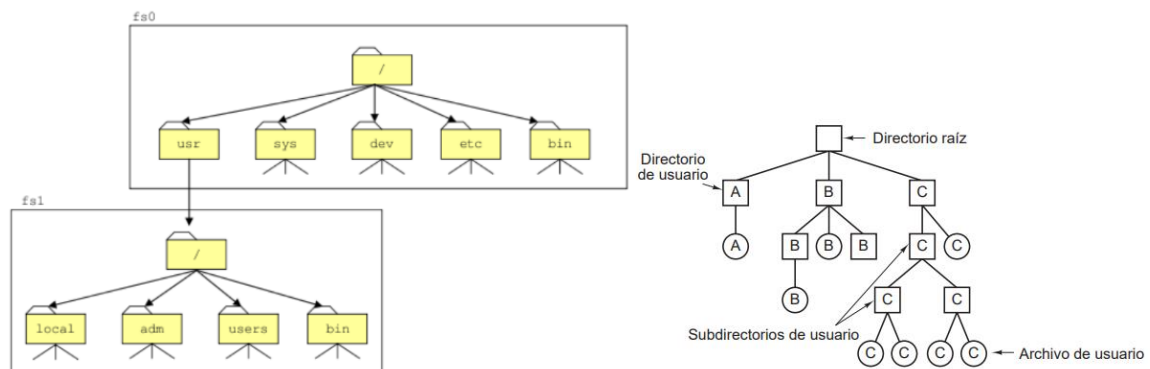 fs0
/
usr
sys
dev
etc
bin
fs1
/
local
adm
users
bin
Directorio raíz
Directorio
de usuario
A
B
C
A
B
B
B
C
C
B
C
C
Subdirectorios de usuario
C
C
C
C
Archivo de usuario